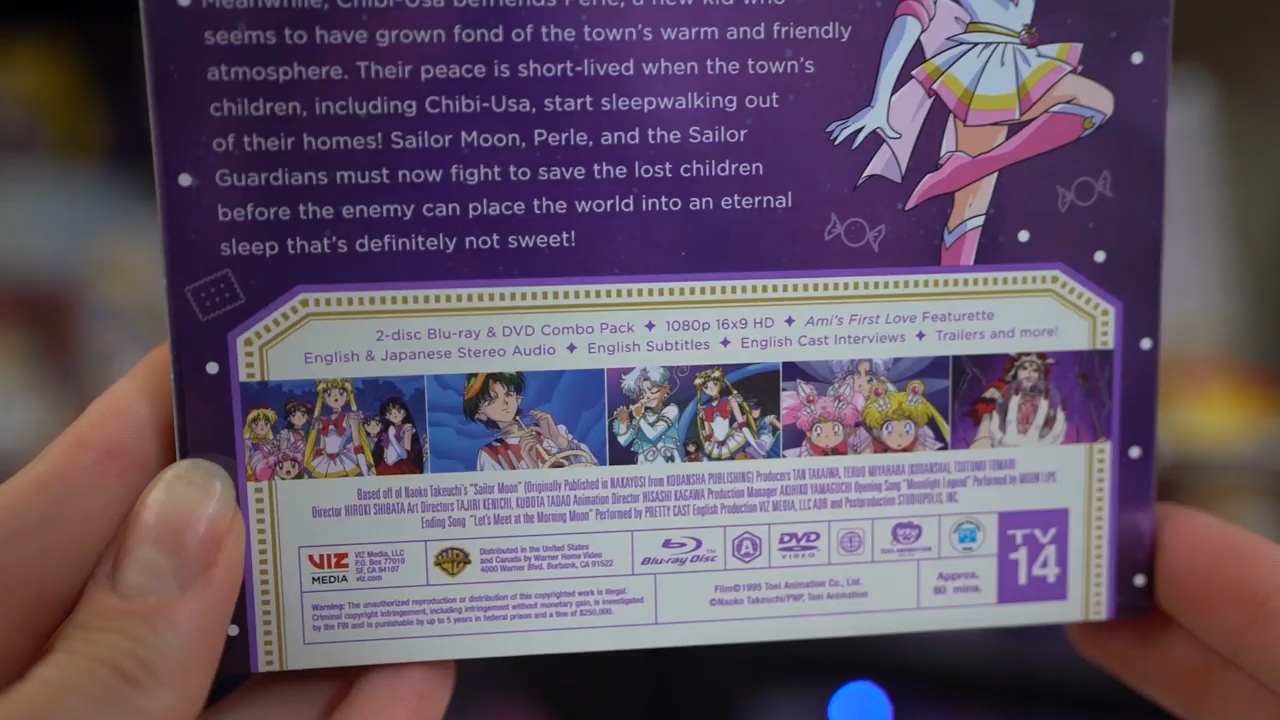 Meanwhile, Chibi-Usa befriends Perle, a new kid who
seems to have grown fond of the town's warm and friendly
atmosphere. Their peace is short-lived when the town's
children, including Chibi-Usa, start sleepwalking out
of their homes! Sailor Moon, Perle, and the Sailor
Guardians must now fight to save the lost children
before the enemy can place the world into an eternal
sleep that's definitely not sweet!
2-disc Blu-ray & DVD Combo Pack ✦ 1080p 16x9 HD ✦ Ami's First Love Featurette
English & Japanese Stereo Audio ✦ English Subtitles ✦ English Cast Interviews ✦ Trailers and more!
Based off of Naoko Takeuchi's "Sailor Moon" (Originally Published in NAKAYOSI from KODANSHA PUBLISHING) Producers TAN TAKAIWA, TERUO MIYAHARA (KODANSHA), TSUTOMU TOMARI
Director HIROKI SHIBATA Art Directors TAJIRI KENICHI, KUBOTA TADAO Animation Director HISASHI KAGAWA Production Manager AKIHIKO YAMAGUCHI Opening Song "Moonlight Legend" Performed by MOON LIPS
Ending Song "Let's Meet at the Morning Moon" Performed by PRETTY CAST English Production VIZ MEDIA, LLC ADR and Postproduction STUDIOPOLIS, INC.
VIZ
MEDIA
VIZ Media, LLC
P.O. Box 77010
SF, CA 94107
viz.com
WB
Distributed in the United States
and Canada by Warner Home Video
4000 Warner Blvd. Burbank, CA 91522
Blu-ray Disc™
A
DVD
VIDEO
TOEI ANIMATION
TV
14
Warning: The unauthorized reproduction or distribution of this copyrighted work is illegal.
Criminal copyright infringement, including infringement without monetary gain, is investigated
by the FBI and is punishable by up to 5 years in federal prison and a fine of $250,000.
Film©1995 Toei Animation Co., Ltd.
©Naoko Takeuchi/PNP, Toei Animation
Approx.
60 mins.